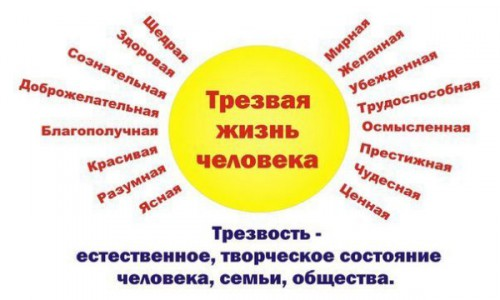 Щедрая
Здоровая
Сознательная
Доброжелательная
Благополучная
Красивая
Разумная
Ясная
Трезвая
жизнь
человека
Мирная
Желанная
Убежденная
Трудоспособная
Осмысленная
Престижная
Чудесная
Ценная
Трезвость -
естественное, творческое состояние
человека, семьи, общества.